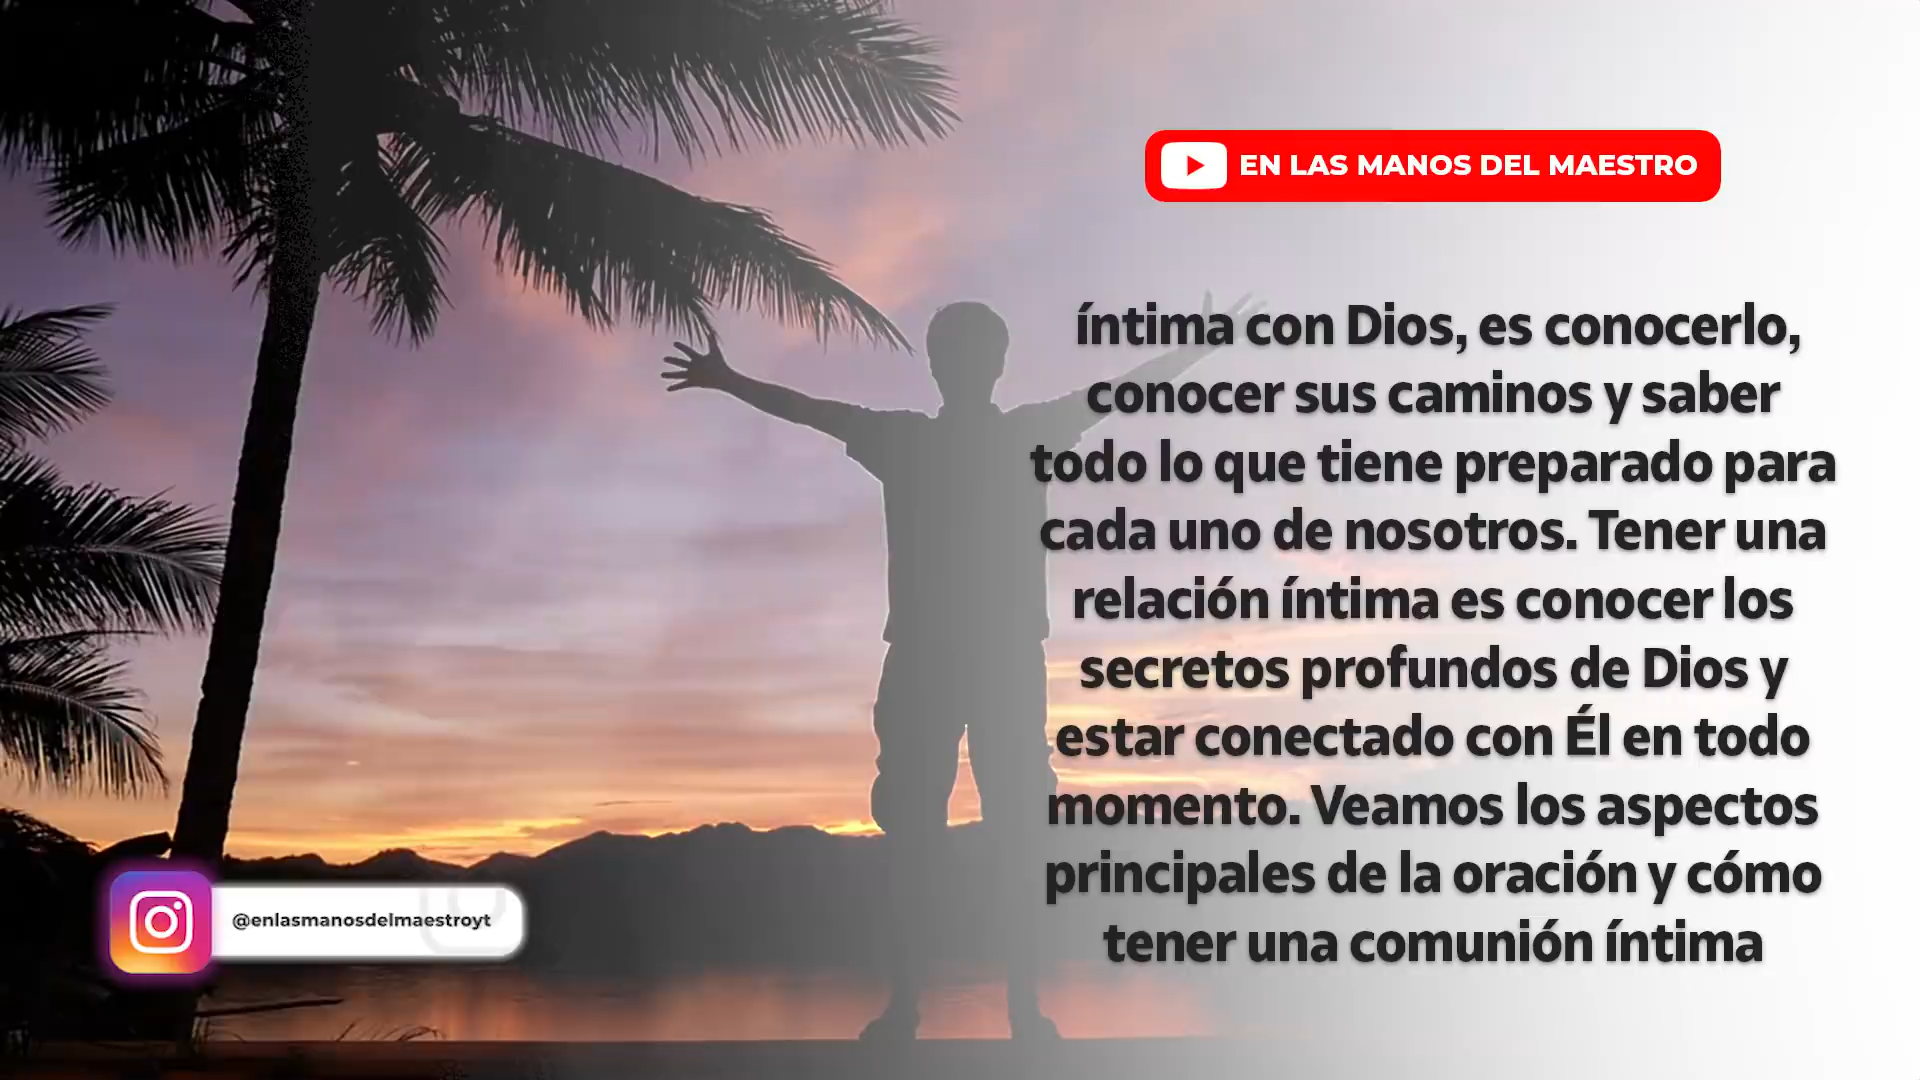 EN LAS MANOS DEL MAESTRO
íntima con Dios, es conocerlo,
conocer sus caminos y saber
todo lo que tiene preparado para
cada uno de nosotros. Tener una
relación íntima es conocer los
secretos profundos de Dios y
estar conectado con Él en todo
momento. Veamos los aspectos
principales de la oración y cómo
tener una comunión íntima
@enlasmanosdelmaestroyt